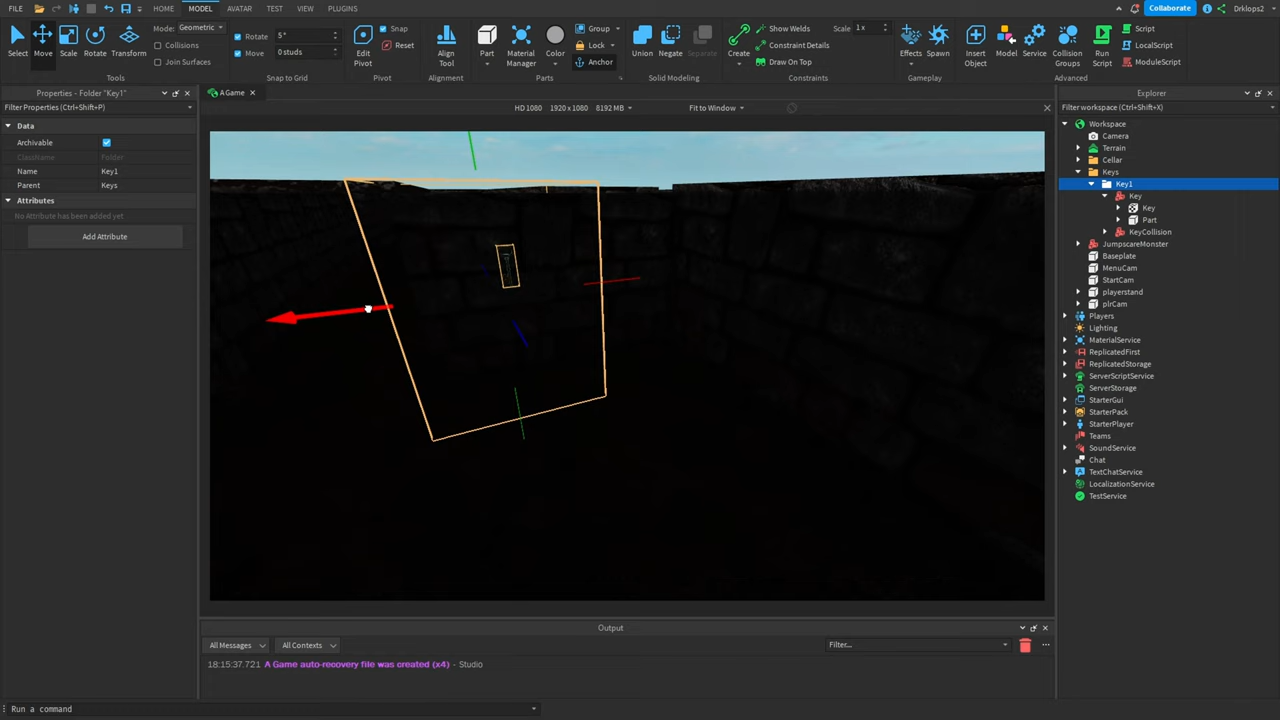 FILE
HOME
MODEL
AVATAR
TEST
VIEW
PLUGINS
Collaborate
Drklops2
Select
Move
Scale
Rotate
Transform
Mode: Geometric
Collisions
Join Surfaces
Tools
Rotate 5°
Move 0 studs
Snap to Grid
Edit Pivot
Snap
Reset
Pivot
Align Tool
Alignment
Part
Material Manager
Color
Group
Lock
Anchor
Parts
Union
Negate
Separate
Solid Modeling
Create
Show Welds
Constraint Details
Draw On Top
Scale 1x
Constraints
Effects
Spawn
Gameplay
Insert Object
Model
Service
Collision Groups
Run Script
Script
LocalScript
ModuleScript
Advanced
Properties - Folder "Key1"
Filter Properties (Ctrl+Shift+P)
Data
Archivable
ClassName Folder
Name Key1
Parent Keys
Attributes
No Attribute has been added yet
Add Attribute
A Game
HD 1080 1920 x 1080 8192 MB
Fit to Window
Explorer
Filter workspace (Ctrl+Shift+X)
Workspace
Camera
Terrain
Cellar
Keys
Key1
Key
Key
Part
KeyCollision
JumpscareMonster
Baseplate
MenuCam
StartCam
playerstand
plrCam
Players
Lighting
MaterialService
ReplicatedFirst
ReplicatedStorage
ServerScriptService
ServerStorage
StarterGui
StarterPack
StarterPlayer
Teams
SoundService
Chat
TextChatService
LocalizationService
TestService
Output
All Messages
All Contexts
Filter...
18:15:37.721 A Game auto-recovery file was created (x4) - Studio
Run a command